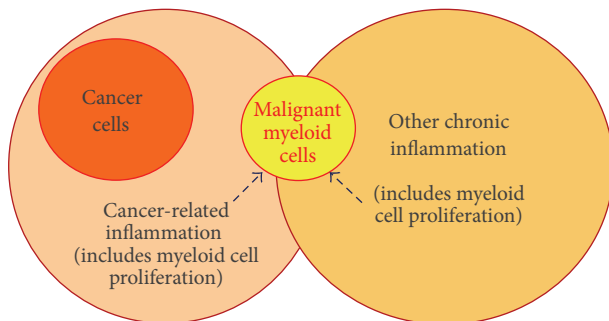 Cancer
cells
Malignant
myeloid
cells
Other chronic
inflammation
(includes myeloid
cell proliferation)
Cancer-related
inflammation
(includes myeloid cell
proliferation)